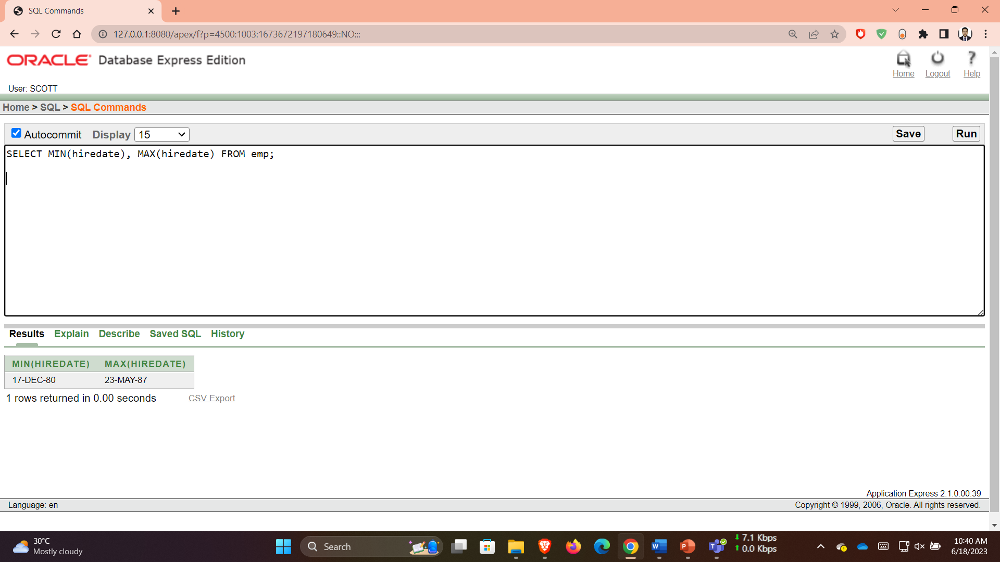 SQL Commands
127.0.0.1:8080/apex/f?p=4500:1003:1673672197180649::NO:::
ORACLE Database Express Edition
Home Logout Help
User: SCOTT
Home > SQL > SQL Commands
Autocommit Display 15 Save Run
SELECT MIN(hiredate), MAX(hiredate) FROM emp;
Results Explain Describe Saved SQL History
MIN(HIREDATE) MAX(HIREDATE)
17-DEC-80 23-MAY-87
1 rows returned in 0.00 seconds CSV Export
Application Express 2.1.0.00.39
Language: en Copyright © 1999, 2006, Oracle. All rights reserved.
30°C
Mostly cloudy
Search
7.1 Kbps
0.0 Kbps
10:40 AM
6/18/2023